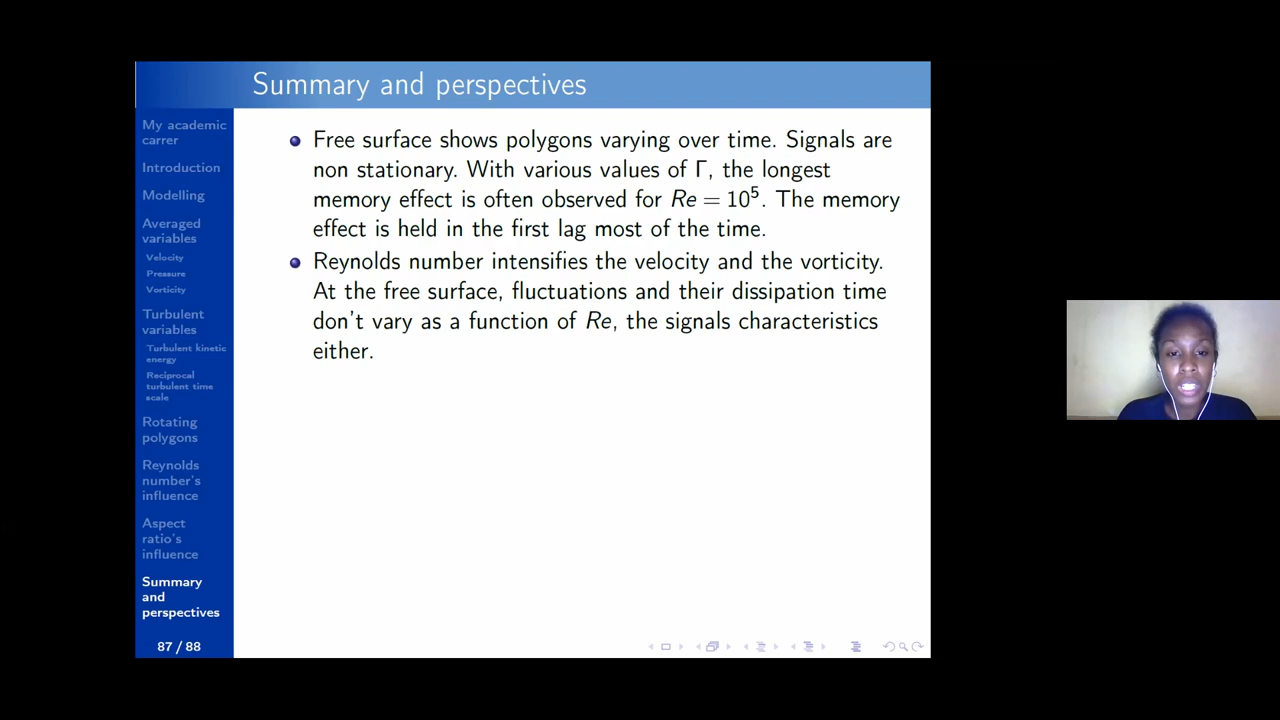 Summary and perspectives
My academic
carrer
Introduction
Modelling
Averaged
variables
Velocity
Pressure
Vorticity
Turbulent
variables
Turbulent kinetic
energy
Reciprocal
turbulent time
scale
Rotating
polygons
Reynolds
number's
influence
Aspect
ratio's
influence
Summary
and
perspectives
87 / 88
Free surface shows polygons varying over time. Signals are
non stationary. With various values of Γ, the longest
memory effect is often observed for Re = 10⁵. The memory
effect is held in the first lag most of the time.
Reynolds number intensifies the velocity and the vorticity.
At the free surface, fluctuations and their dissipation time
don't vary as a function of Re, the signals characteristics
either.